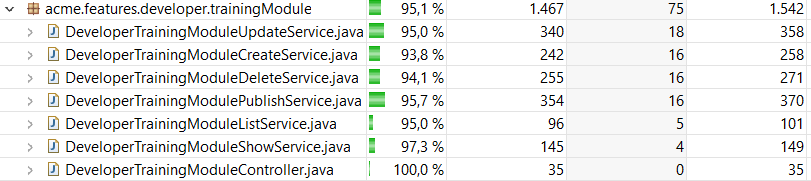 acme.features.developer.trainingModule 95,1 % 1.467 75 1.542
DeveloperTrainingModuleUpdateService.java 95,0 % 340 18 358
DeveloperTrainingModuleCreateService.java 93,8 % 242 16 258
DeveloperTrainingModuleDeleteService.java 94,1 % 255 16 271
DeveloperTrainingModulePublishService.java 95,7 % 354 16 370
DeveloperTrainingModuleListService.java 95,0 % 96 5 101
DeveloperTrainingModuleShowService.java 97,3 % 145 4 149
DeveloperTrainingModuleController.java 100,0 % 35 0 35